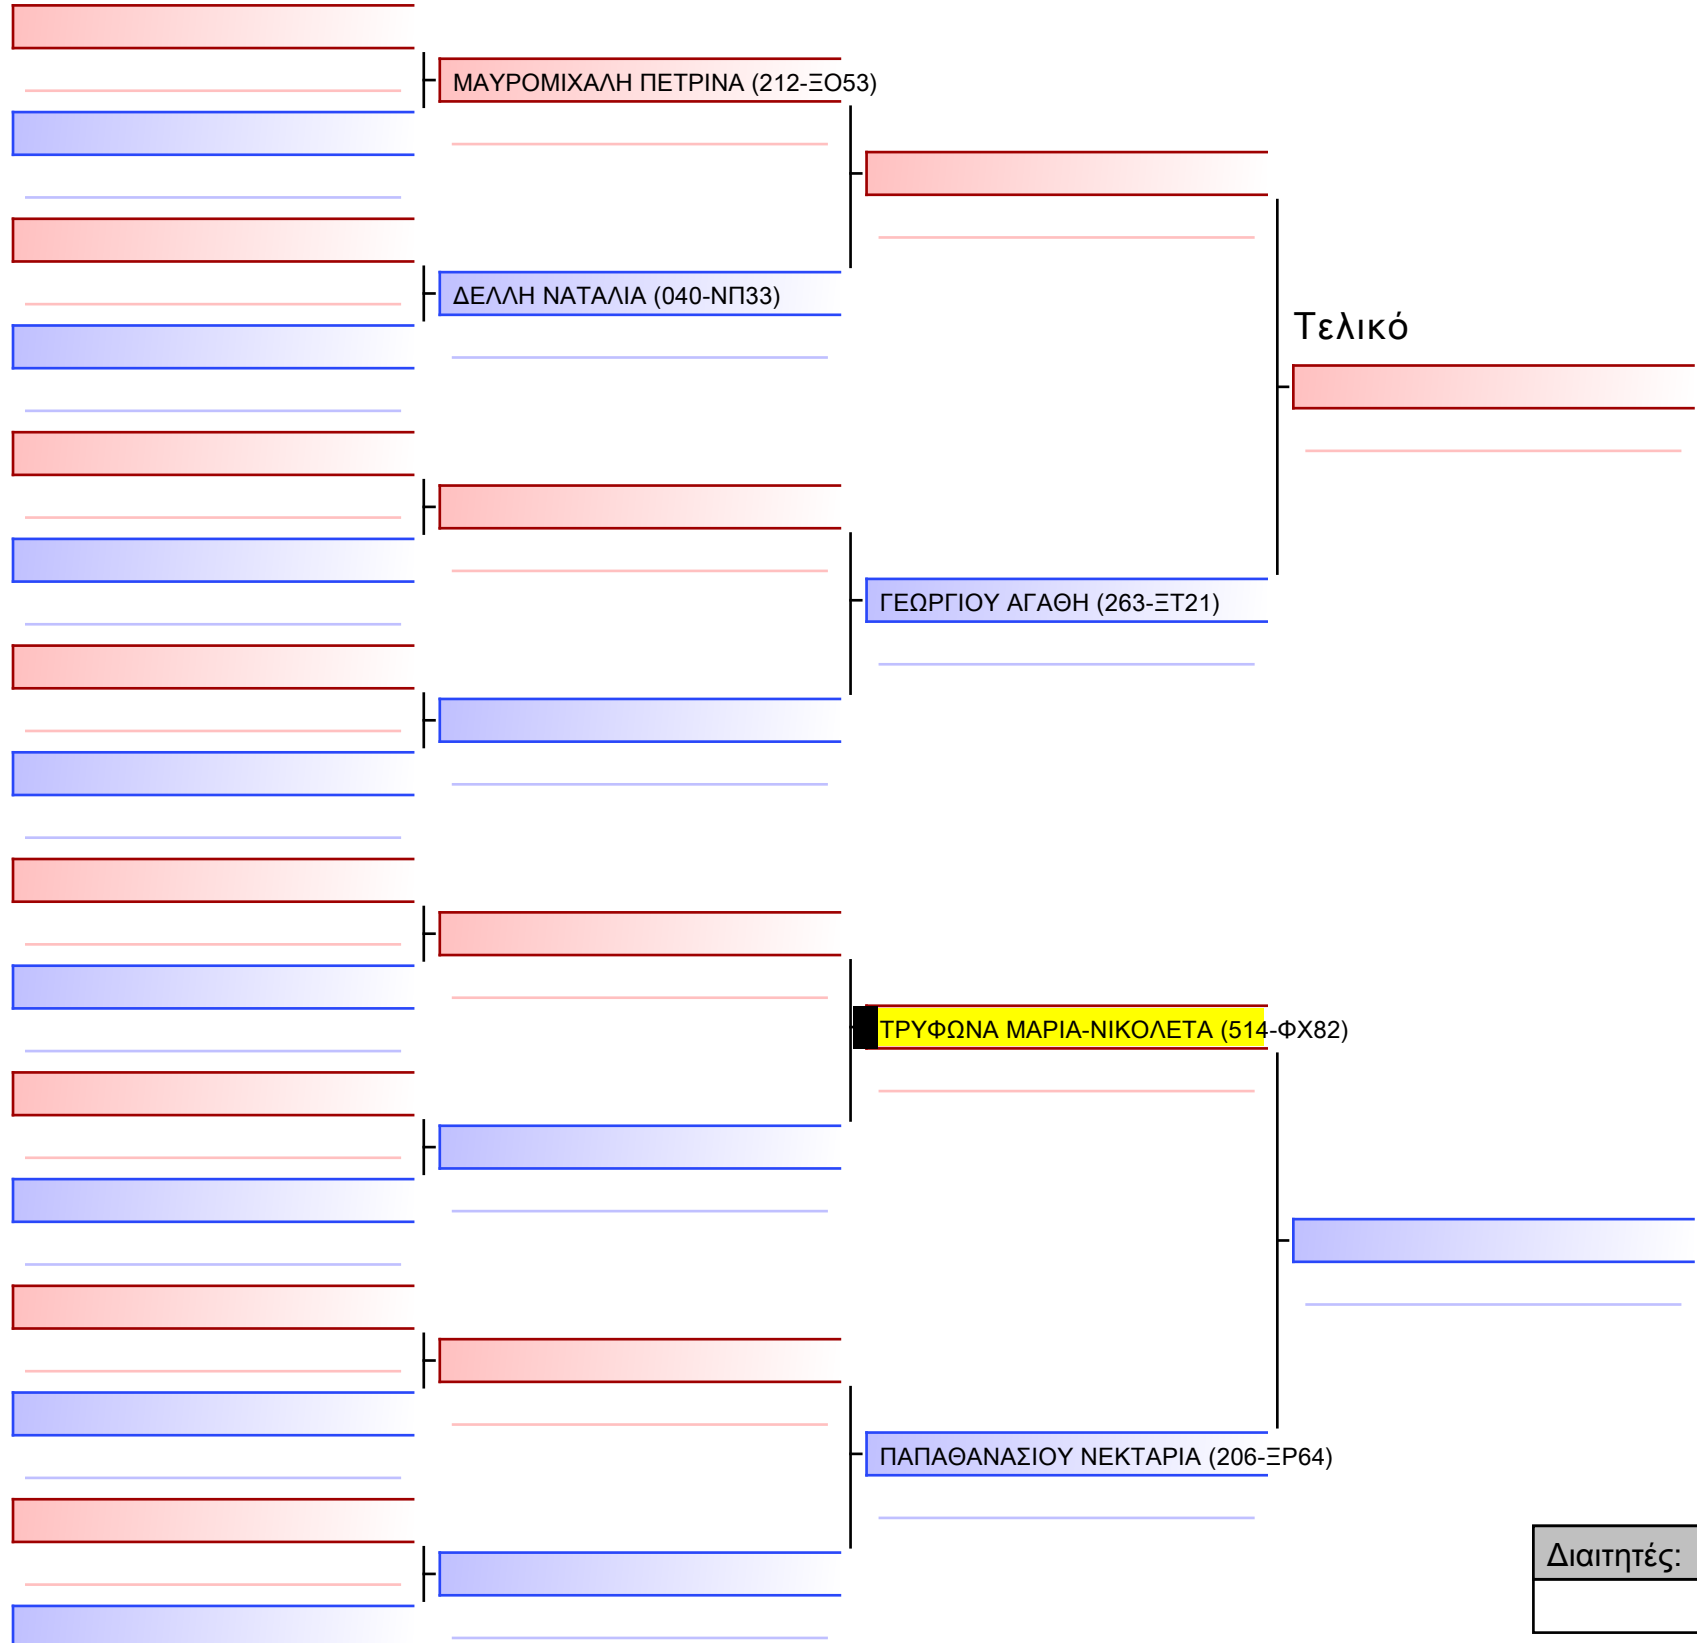 ΜΑΥΡΟΜΙΧΑΛΗ ΠΕΤΡΙΝΑ (212-ΞΟ53)
ΔΕΛΛΗ ΝΑΤΑΛΙΑ (040-ΝΠ33)
Τελικό
ΓΕΩΡΓΙΟΥ ΑΓΑΘΗ (263-ΞΤ21)
ΤΡΥΦΩΝΑ ΜΑΡΙΑ-ΝΙΚΟΛΕΤΑ (514-ΦΧ82)
ΠΑΠΑΘΑΝΑΣΙΟΥ ΝΕΚΤΑΡΙΑ (206-ΞΡ64)
Διαιτητές: